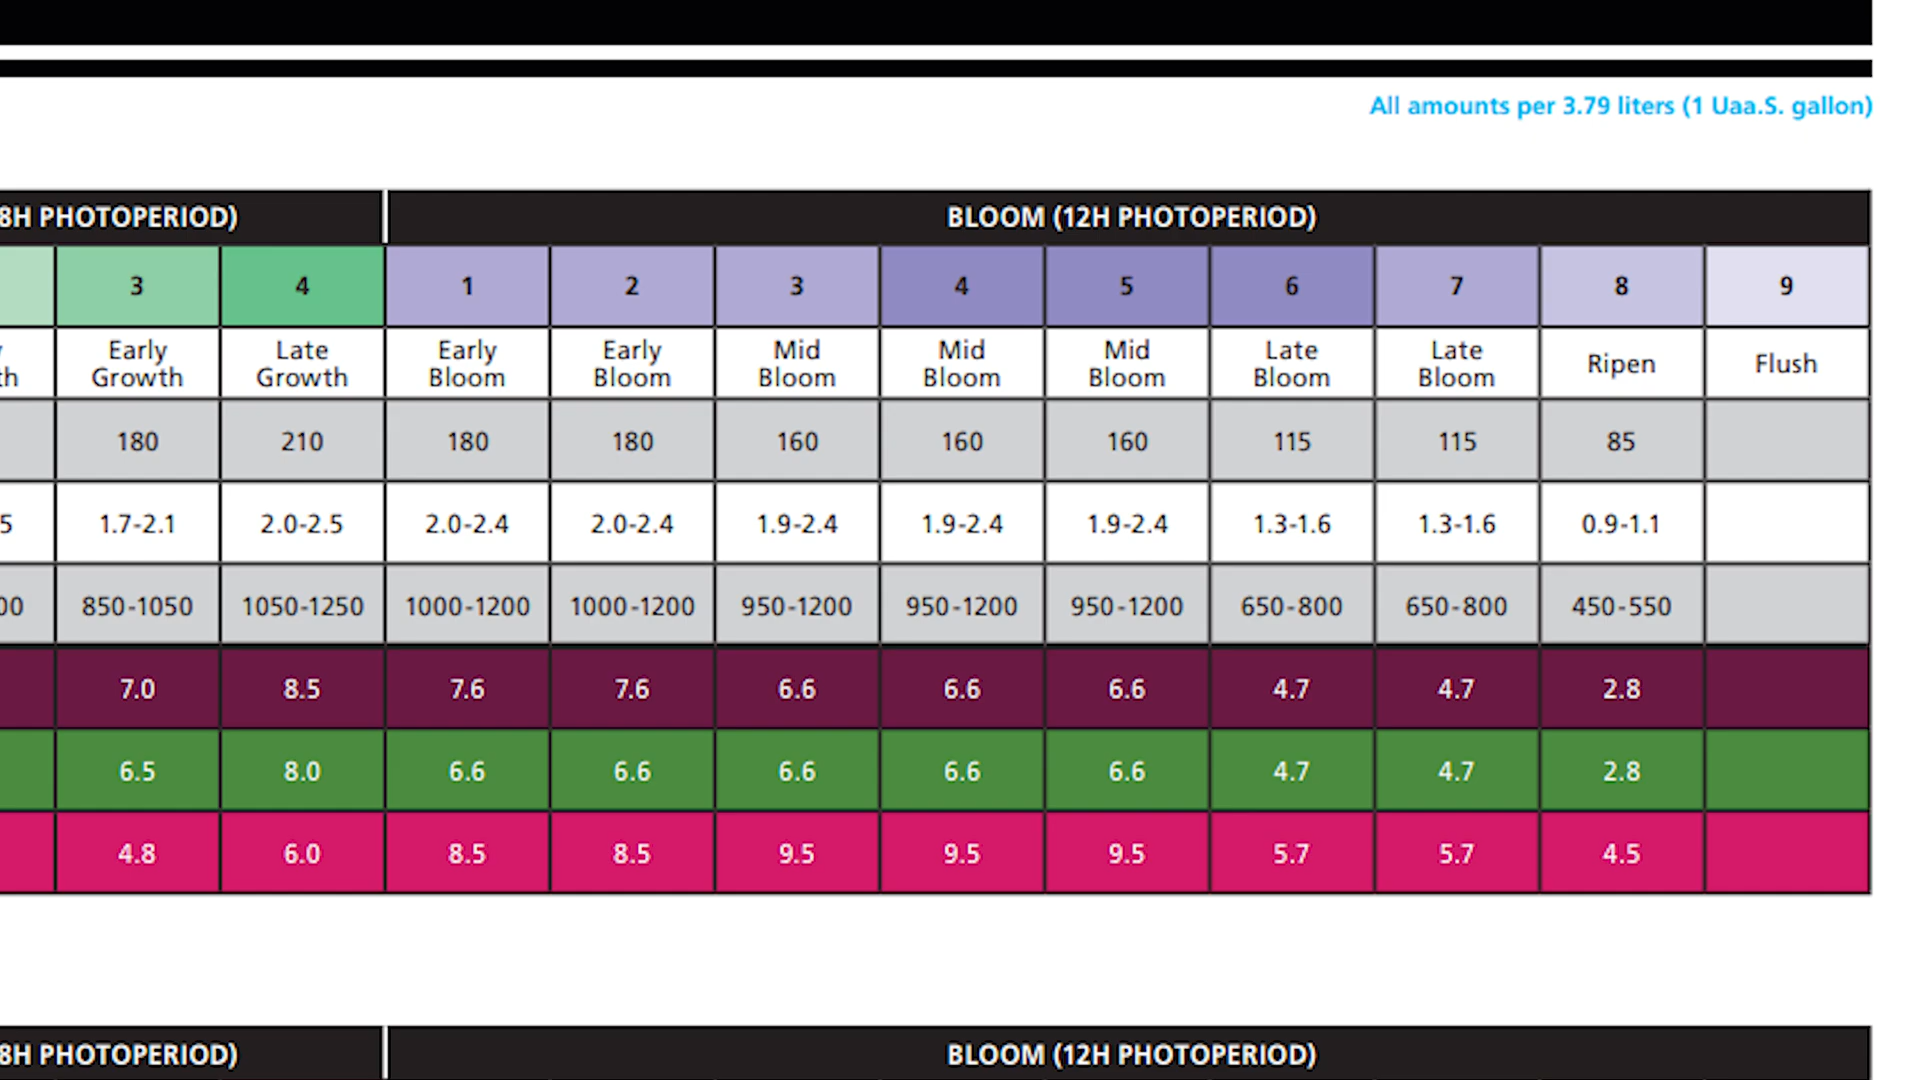 All amounts per 3.79 liters (1 Uaa.S. gallon)
8H PHOTOPERIOD) BLOOM (12H PHOTOPERIOD)
3 4 1 2 3 4 5 6 7 8 9
Early Late Early Early Mid Mid Mid Late Late Ripen Flush
th Growth Growth Bloom Bloom Bloom Bloom Bloom Bloom Bloom
180 210 180 180 160 160 160 115 115 85
5 1.7-2.1 2.0-2.5 2.0-2.4 2.0-2.4 1.9-2.4 1.9-2.4 1.9-2.4 1.3-1.6 1.3-1.6 0.9-1.1
00 850-1050 1050-1250 1000-1200 1000-1200 950-1200 950-1200 950-1200 650-800 650-800 450-550
7.0 8.5 7.6 7.6 6.6 6.6 6.6 4.7 4.7 2.8
6.5 8.0 6.6 6.6 6.6 6.6 6.6 4.7 4.7 2.8
4.8 6.0 8.5 8.5 9.5 9.5 9.5 5.7 5.7 4.5
8H PHOTOPERIOD) BLOOM (12H PHOTOPERIOD)